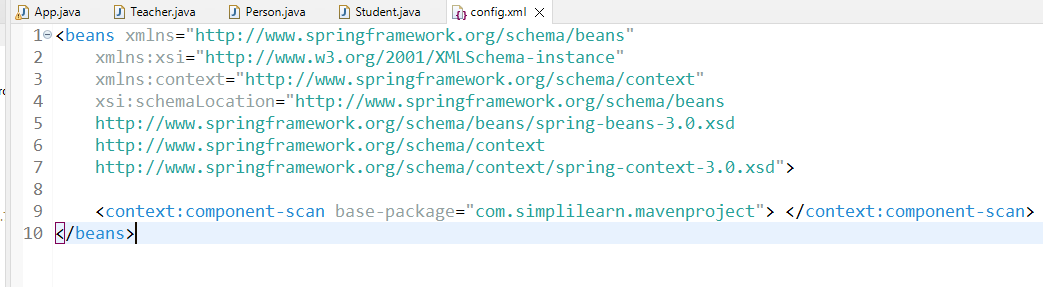 App.java Teacher.java Person.java Student.java config.xml
1 <beans xmlns="http://www.springframework.org/schema/beans"
2 xmlns:xsi="http://www.w3.org/2001/XMLSchema-instance"
3 xmlns:context="http://www.springframework.org/schema/context"
4 xsi:schemaLocation="http://www.springframework.org/schema/beans
5 http://www.springframework.org/schema/beans/spring-beans-3.0.xsd
6 http://www.springframework.org/schema/context
7 http://www.springframework.org/schema/context/spring-context-3.0.xsd">
8
9 <context:component-scan base-package="com.simplilearn.mavenproject"> </context:component-scan>
10 </beans>